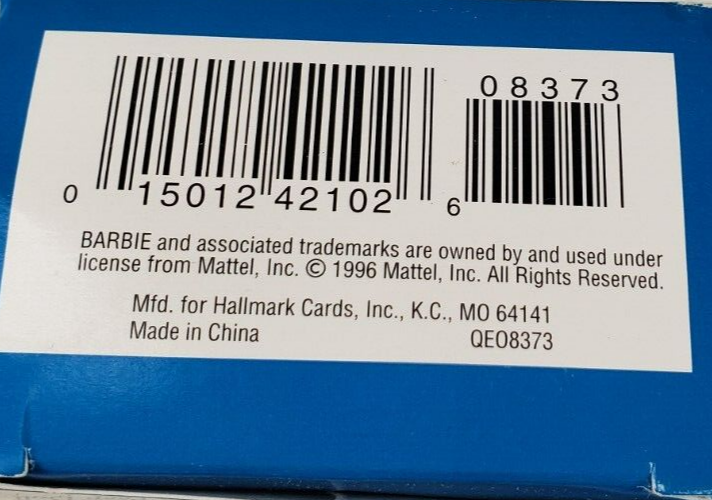 08373
0 15012 42102 6
BARBIE and associated trademarks are owned by and used under
license from Mattel, Inc. © 1996 Mattel, Inc. All Rights Reserved.
Mfd. for Hallmark Cards, Inc., K.C., MO 64141
Made in China QEO8373